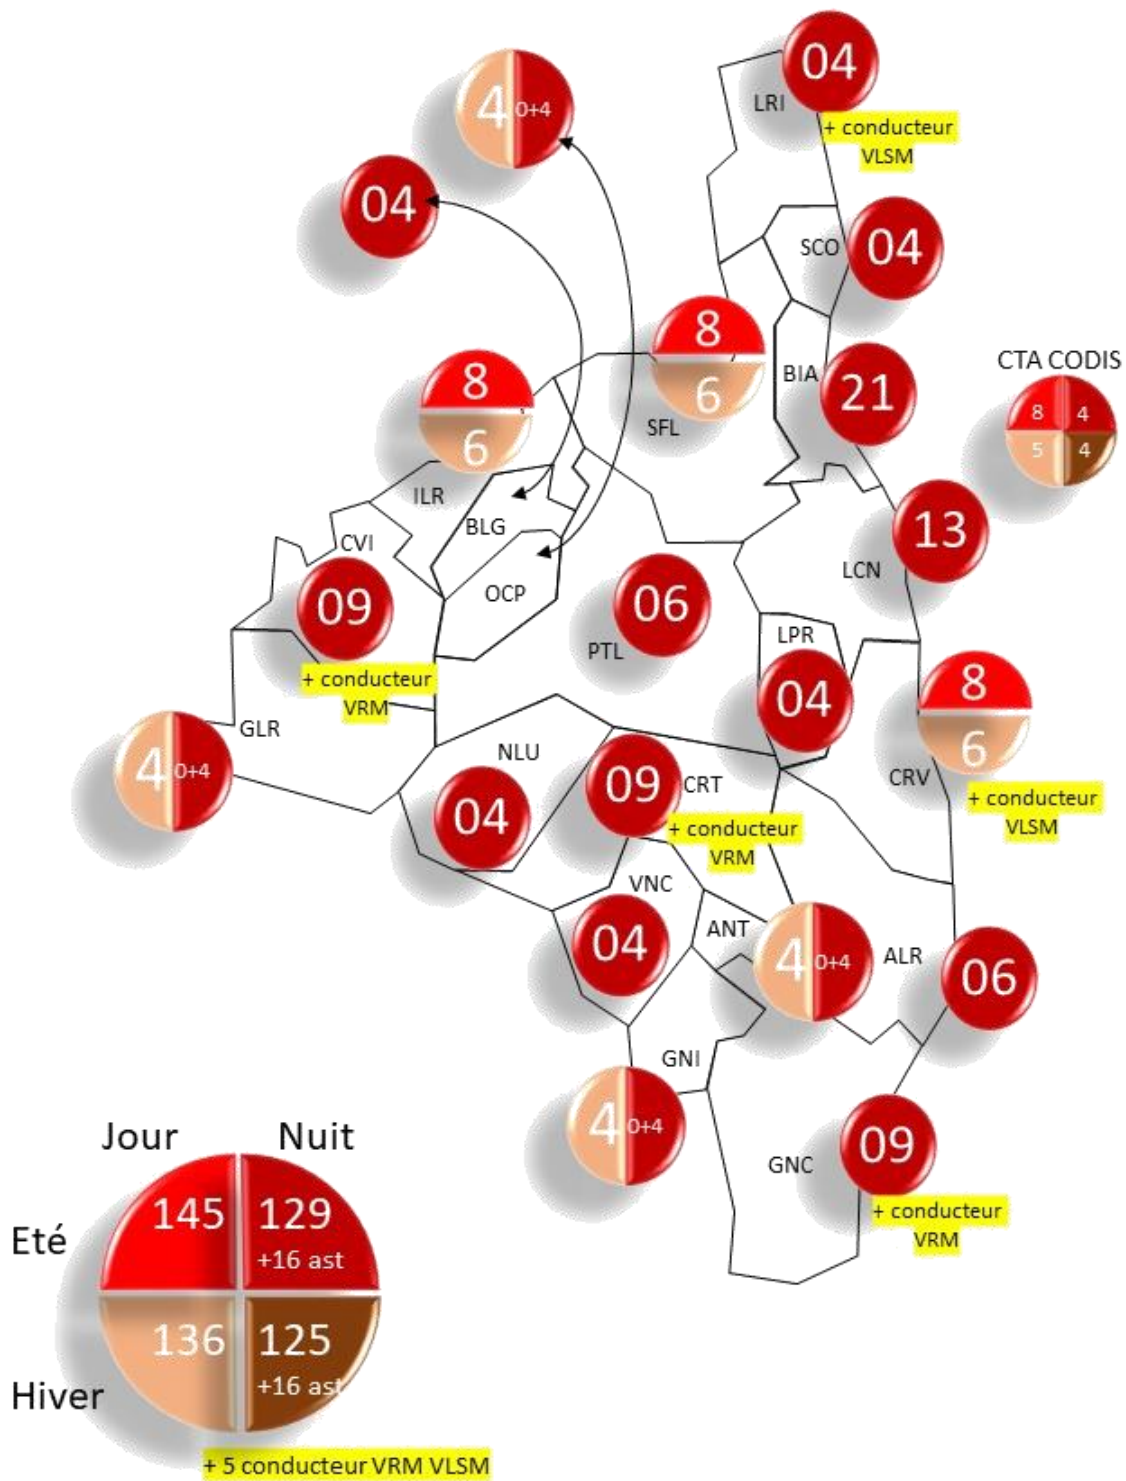 04
LRI
+ conducteur
VLSM
4 0+4
04
SCO
04
8
6
SFL
BIA
21
CTA CODIS
8 4
5 4
8
6
ILR
BLG
CVI
OCP
09
+ conducteur
VRM
13
LCN
06
PTL
LPR
04
8
6
CRV
+ conducteur
VLSM
GLR
4 0+4
NLU
04
09
CRT
+ conducteur
VRM
VNC
04
ANT
4 0+4
ALR
06
GNI
4 0+4
GNC
09
+ conducteur
VRM
Jour Nuit
Eté
145 129
+16 ast
Hiver
136 125
+16 ast
+ 5 conducteur VRM VLSM